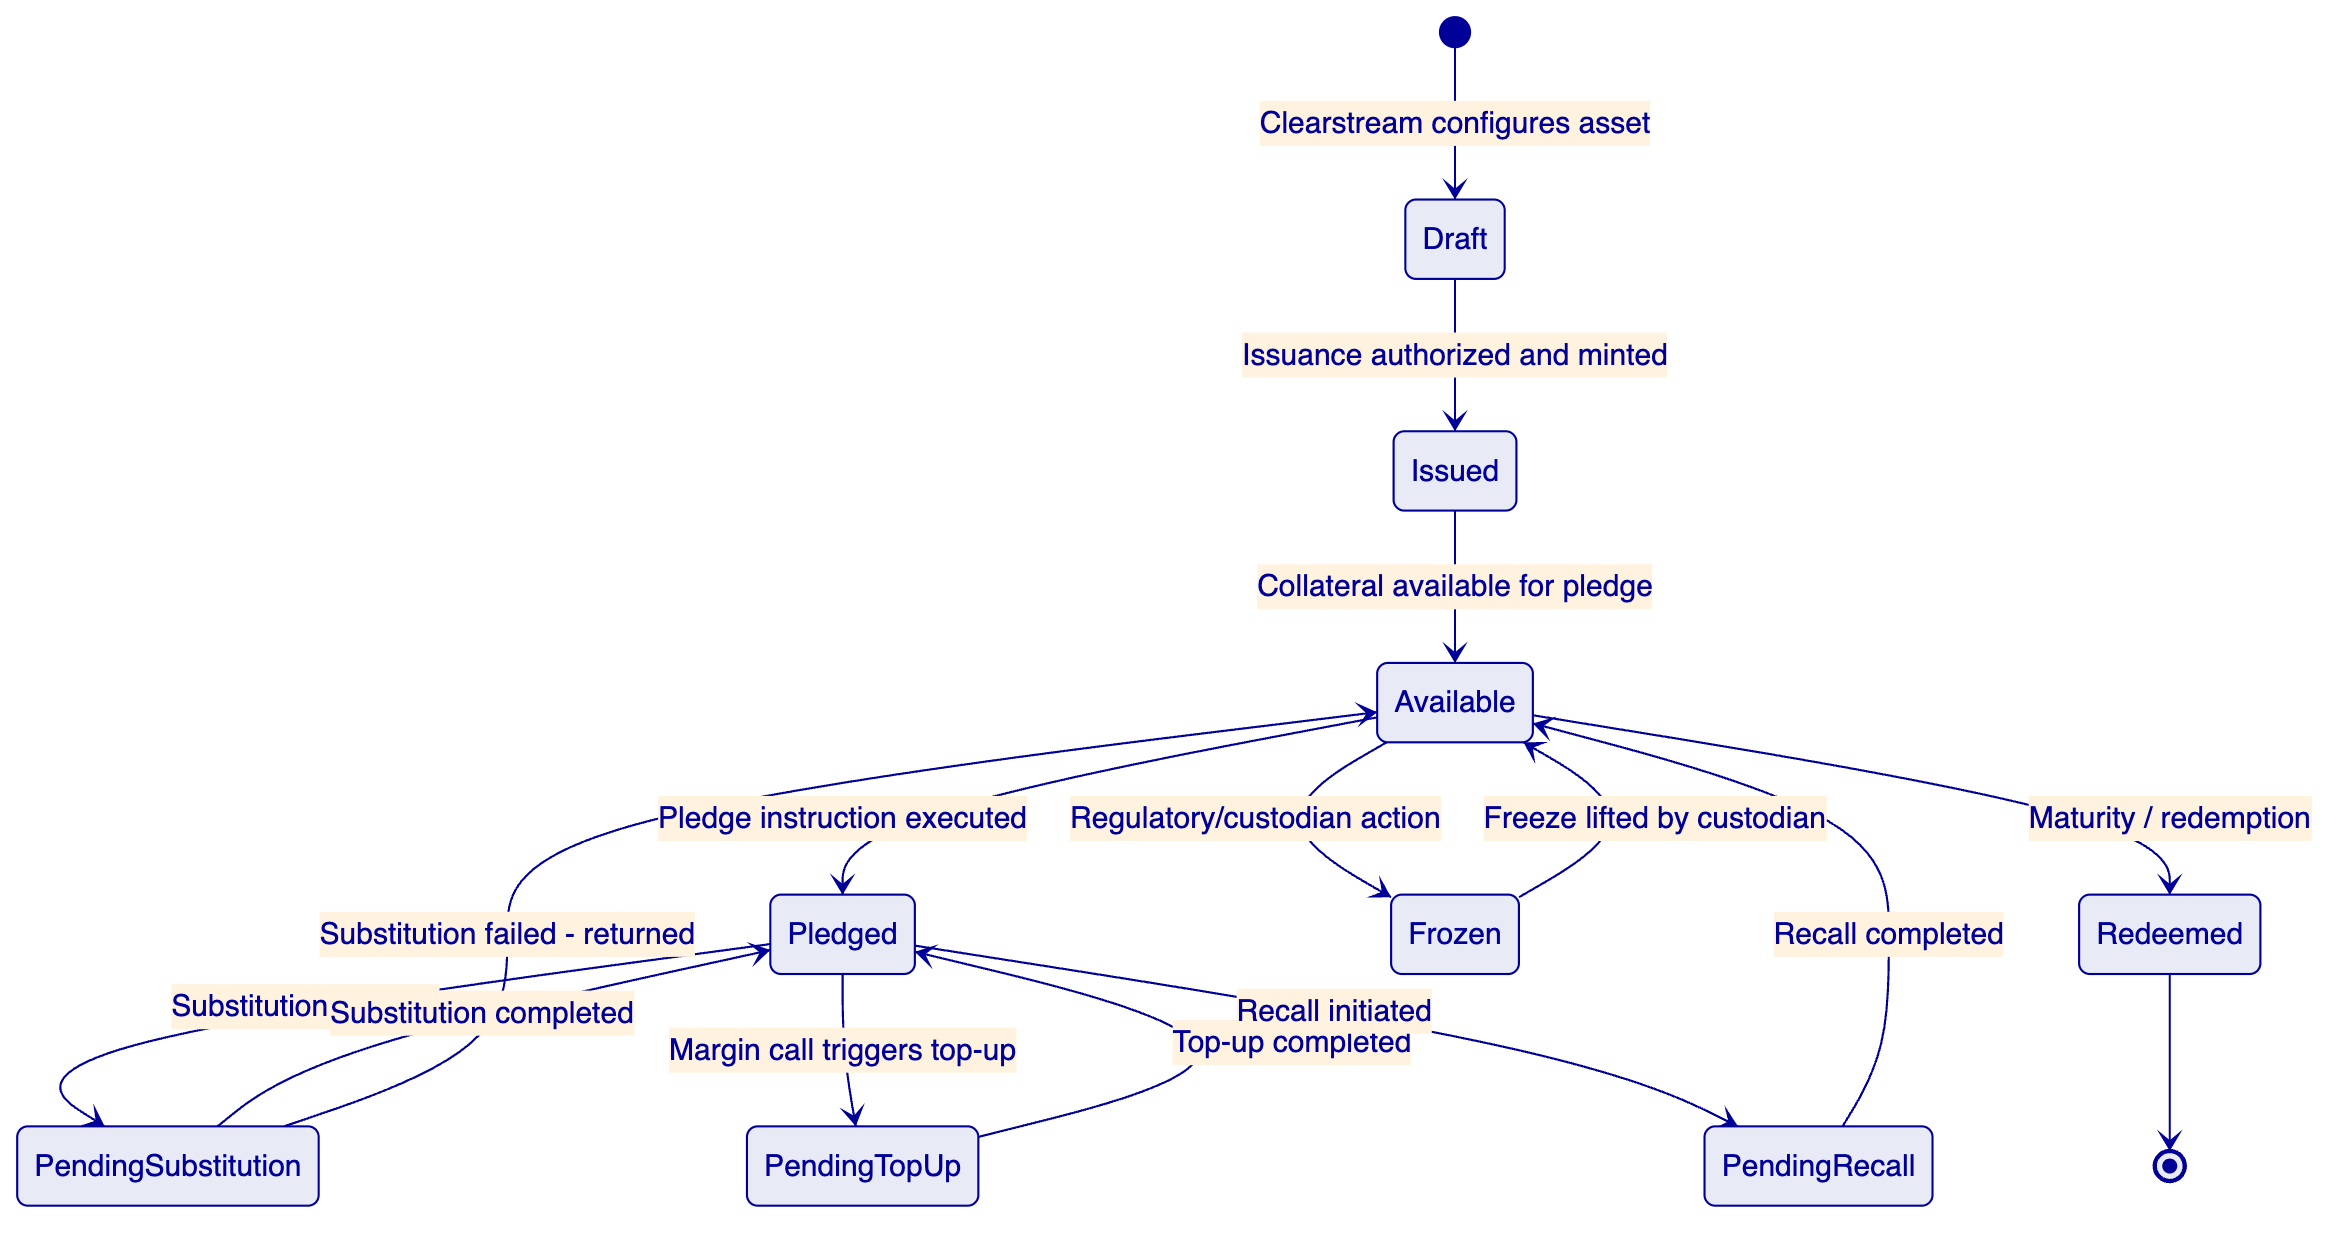 Clearstream configures asset
Draft
Issuance authorized and minted
Issued
Collateral available for pledge
Available
Pledge instruction executed
Regulatory/custodian action
Freeze lifted by custodian
Maturity / redemption
Substitution failed - returned
Pledged
Frozen
Recall completed
Redeemed
Substitution
Substitution completed
Recall initiated
Margin call triggers top-up
Top-up completed
PendingSubstitution
PendingTopUp
PendingRecall